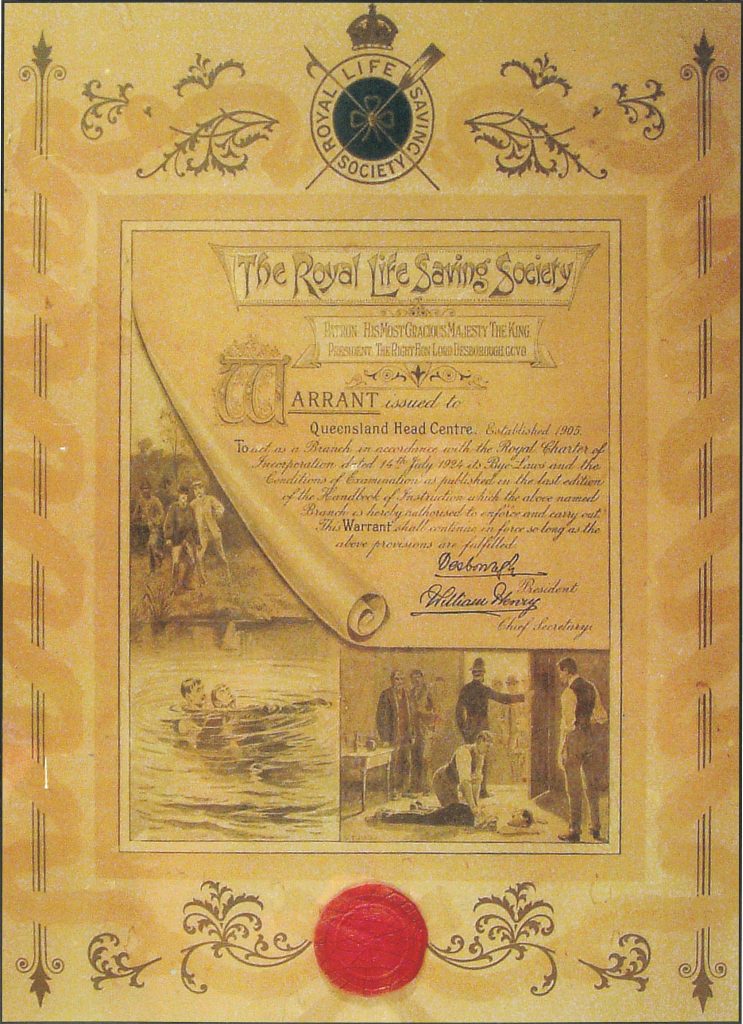 ROYAL LIFE SAVING SOCIETY
The Royal Life Saving Society
PATRON. HIS MOST GRACIOUS MAJESTY THE KING.
PRESIDENT. THE RIGHT HON LORD DESBOROUGH. G.C.V.O.
WARRANT issued to
Queensland Head Centre. Established 1905.
To act as a Branch in accordance with the Royal Charter of
Incorporation dated 14th July 1924 its Bye-Laws and the
Conditions of Examination as published in the last edition
of the Handbook of Instruction which the above named
Branch is hereby authorised to enforce and carry out.
This Warrant shall continue in force so long as the
above provisions are fulfilled.
Desborough
President
William Henry
Chief Secretary.